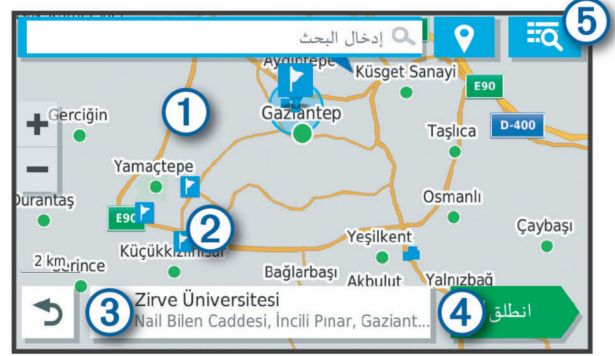 إدخال البحث
5
Aydıntepe
Küsget Sanayi
E90
1
Gerciğin
Gaziantep
D-400
Taşlıca
Yamaçtepe
Osmanlı
E90
2
Çaybaşı
Küçükkızılhisar
Yeşilkent
2 km
Bağlarbaşı
Akbulut
Yalnızbağ
3
Zirve Üniversitesi
4
انطلق!
Nail Bilen Caddesi, İncili Pınar, Gaziant...